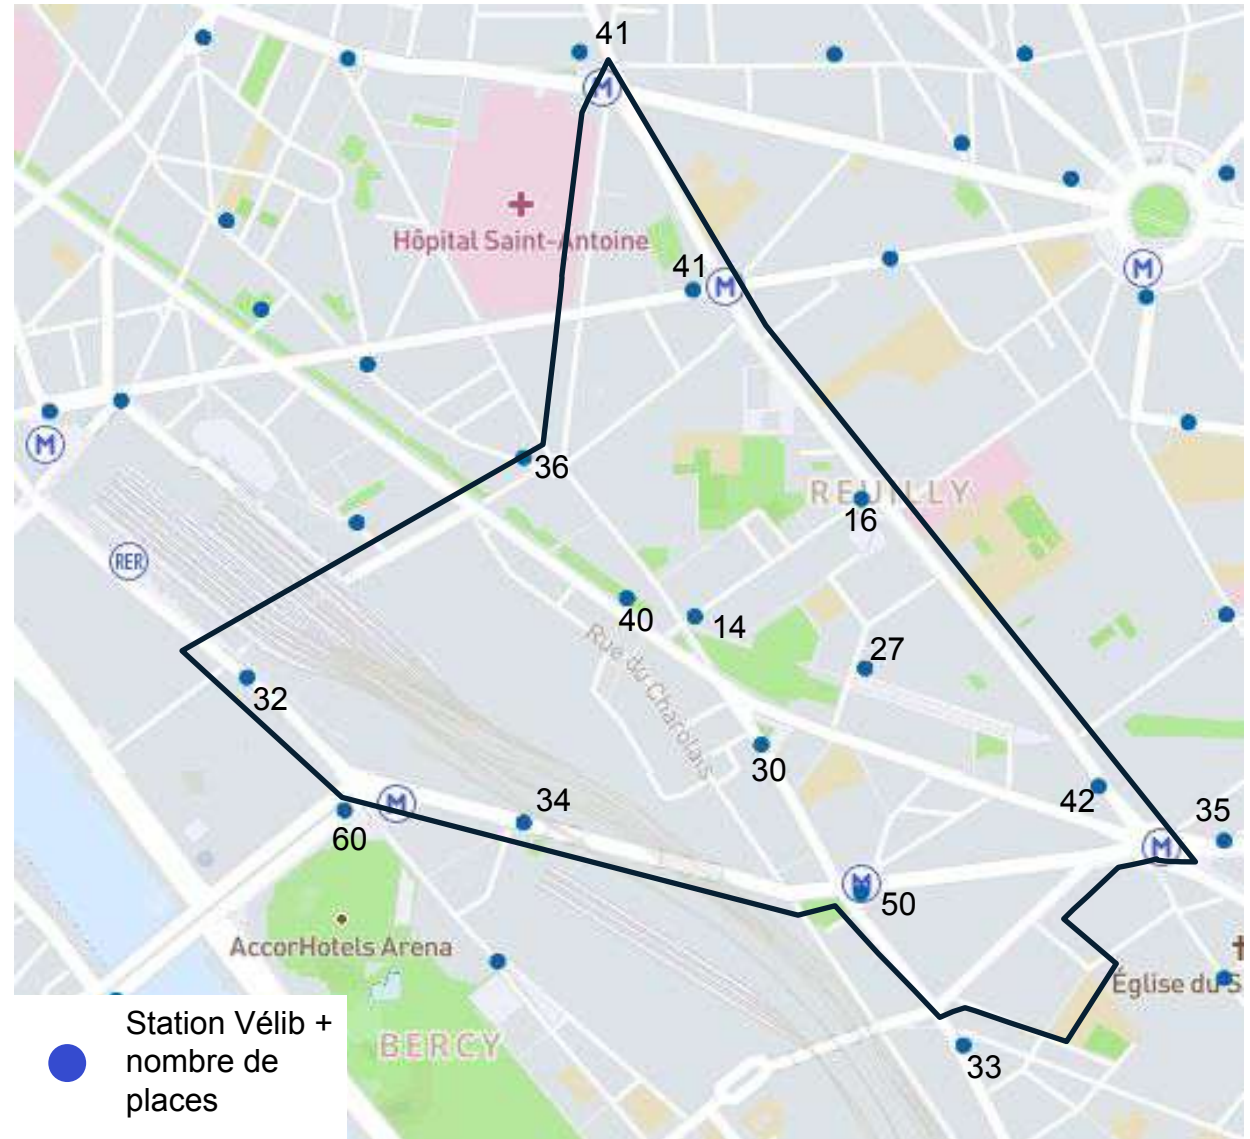 41
M
Hôpital Saint-Antoine
41
M
M
M
36
REUILLY
16
RER
40
14
Rue du Charolais
27
32
30
34
42
35
M
60
M
M
50
AccorHotels Arena
Église du S
BERCY
33
Station Vélib +
nombre de
places